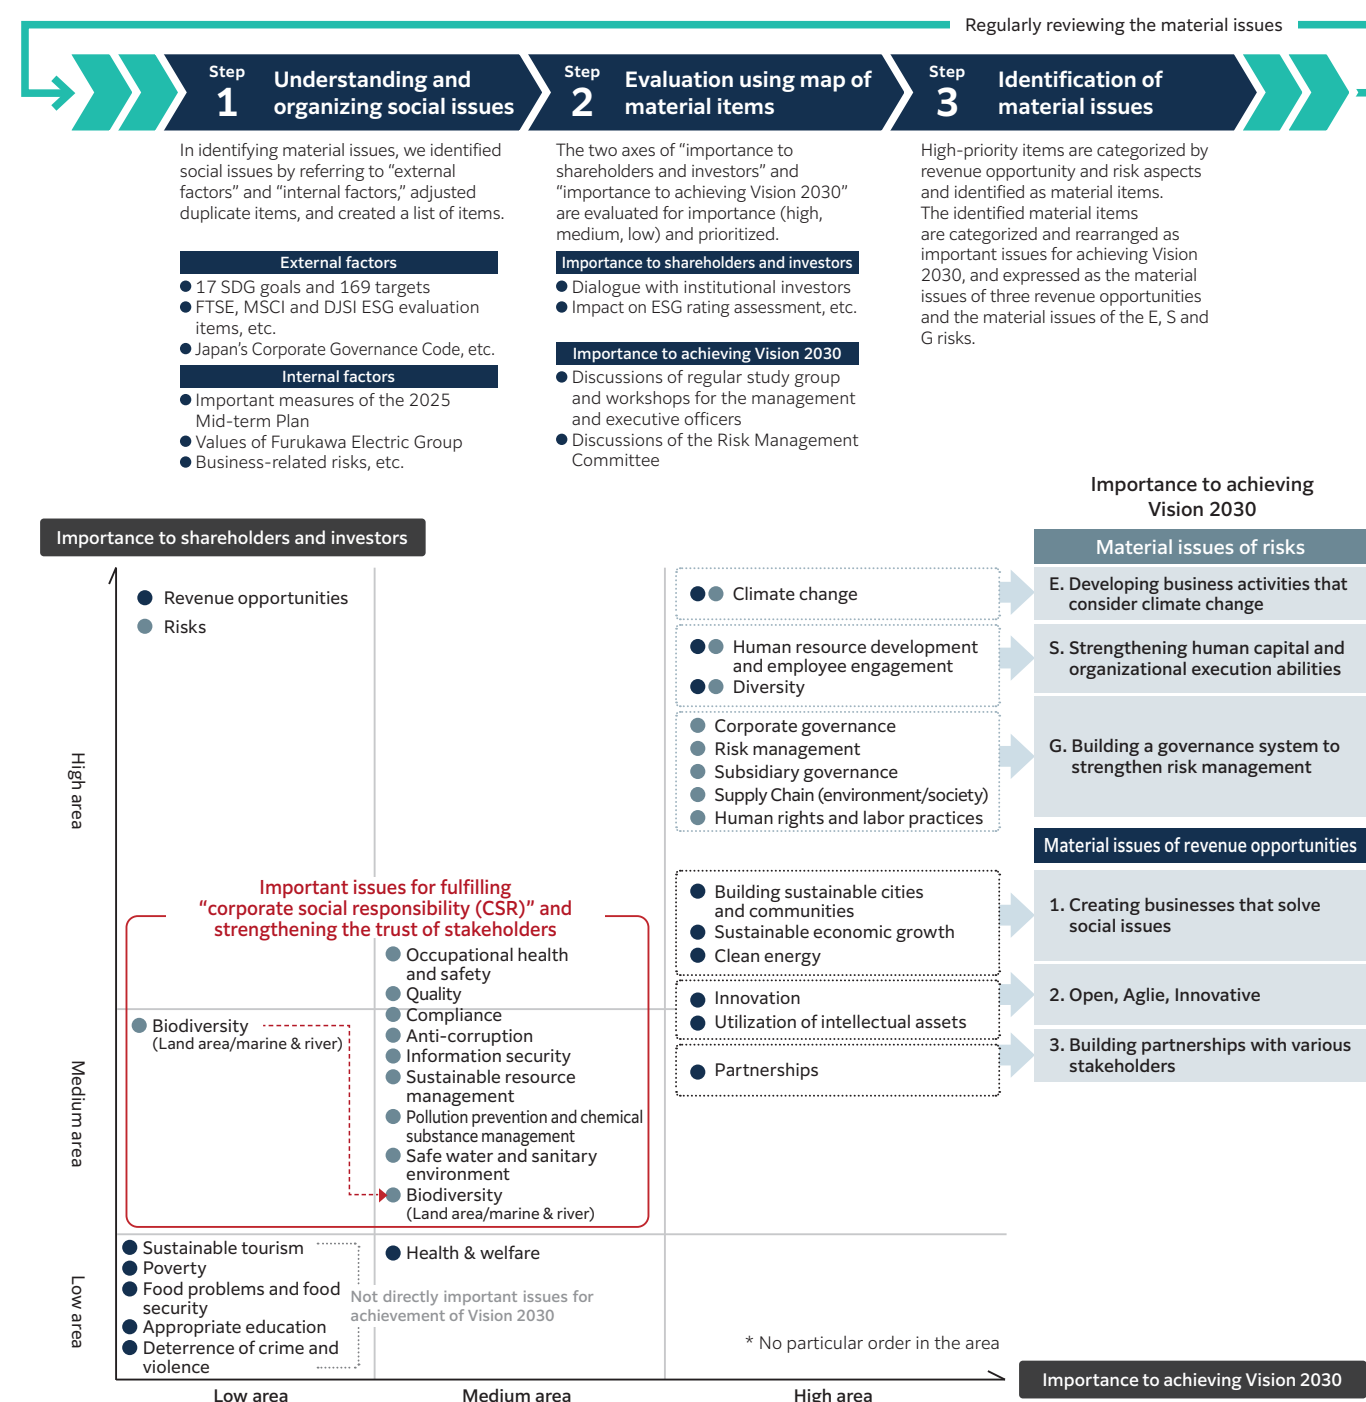 Regularly reviewing the material issues
Step
1
Understanding and
organizing social issues
Step
2
Evaluation using map of
material items
Step
3
Identification of
material issues
In identifying material issues, we identified
social issues by referring to “external
factors” and “internal factors,” adjusted
duplicate items, and created a list of items.
External factors
● 17 SDG goals and 169 targets
● FTSE, MSCI and DJSI ESG evaluation
items, etc.
● Japan’s Corporate Governance Code, etc.
Internal factors
● Important measures of the 2025
Mid-term Plan
● Values of Furukawa Electric Group
● Business-related risks, etc.
The two axes of “importance to
shareholders and investors” and
“importance to achieving Vision 2030”
are evaluated for importance (high,
medium, low) and prioritized.
Importance to shareholders and investors
● Dialogue with institutional investors
● Impact on ESG rating assessment, etc.
Importance to achieving Vision 2030
● Discussions of regular study group
and workshops for the management
and executive officers
● Discussions of the Risk Management
Committee
High-priority items are categorized by
revenue opportunity and risk aspects
and identified as material items.
The identified material items
are categorized and rearranged as
important issues for achieving Vision
2030, and expressed as the material
issues of three revenue opportunities
and the material issues of the E, S and
G risks.
Importance to shareholders and investors
Revenue opportunities
Risks
High area
Medium area
Low area
Important issues for fulfilling
“corporate social responsibility (CSR)” and
strengthening the trust of stakeholders
Biodiversity
(Land area/marine & river)
Occupational health
and safety
Quality
Compliance
Anti-corruption
Information security
Sustainable resource
management
Pollution prevention and chemical
substance management
Safe water and sanitary
environment
Biodiversity
(Land area/marine & river)
Sustainable tourism
Poverty
Food problems and food
security
Appropriate education
Deterrence of crime and
violence
Health & welfare
Not directly important issues for
achievement of Vision 2030
Climate change
Human resource development
and employee engagement
Diversity
Corporate governance
Risk management
Subsidiary governance
Supply Chain (environment/society)
Human rights and labor practices
Building sustainable cities
and communities
Sustainable economic growth
Clean energy
Innovation
Utilization of intellectual assets
Partnerships
* No particular order in the area
Importance to achieving
Vision 2030
Material issues of risks
E. Developing business activities that
consider climate change
S. Strengthening human capital and
organizational execution abilities
G. Building a governance system to
strengthen risk management
Material issues of revenue opportunities
1. Creating businesses that solve
social issues
2. Open, Aglie, Innovative
3. Building partnerships with various
stakeholders
Low area
Medium area
High area
Importance to achieving Vision 2030